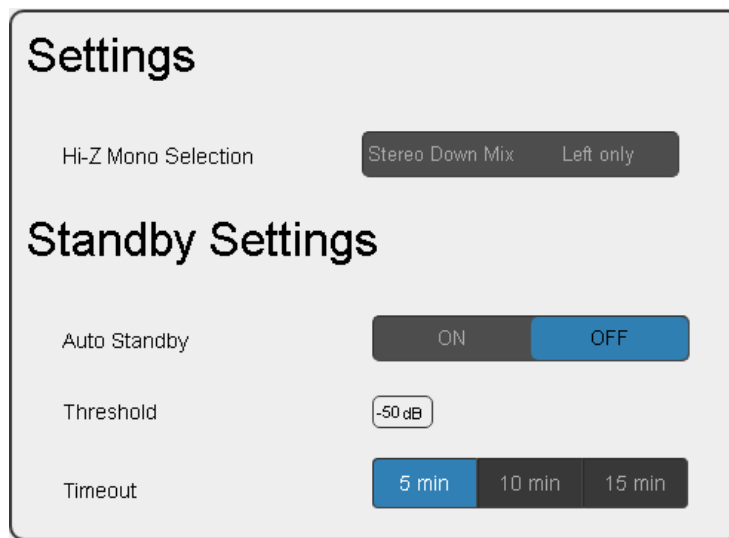 Settings
Hi-Z Mono Selection Stereo Down Mix Left only
Standby Settings
Auto Standby ON OFF
Threshold -50 dB
Timeout 5 min 10 min 15 min